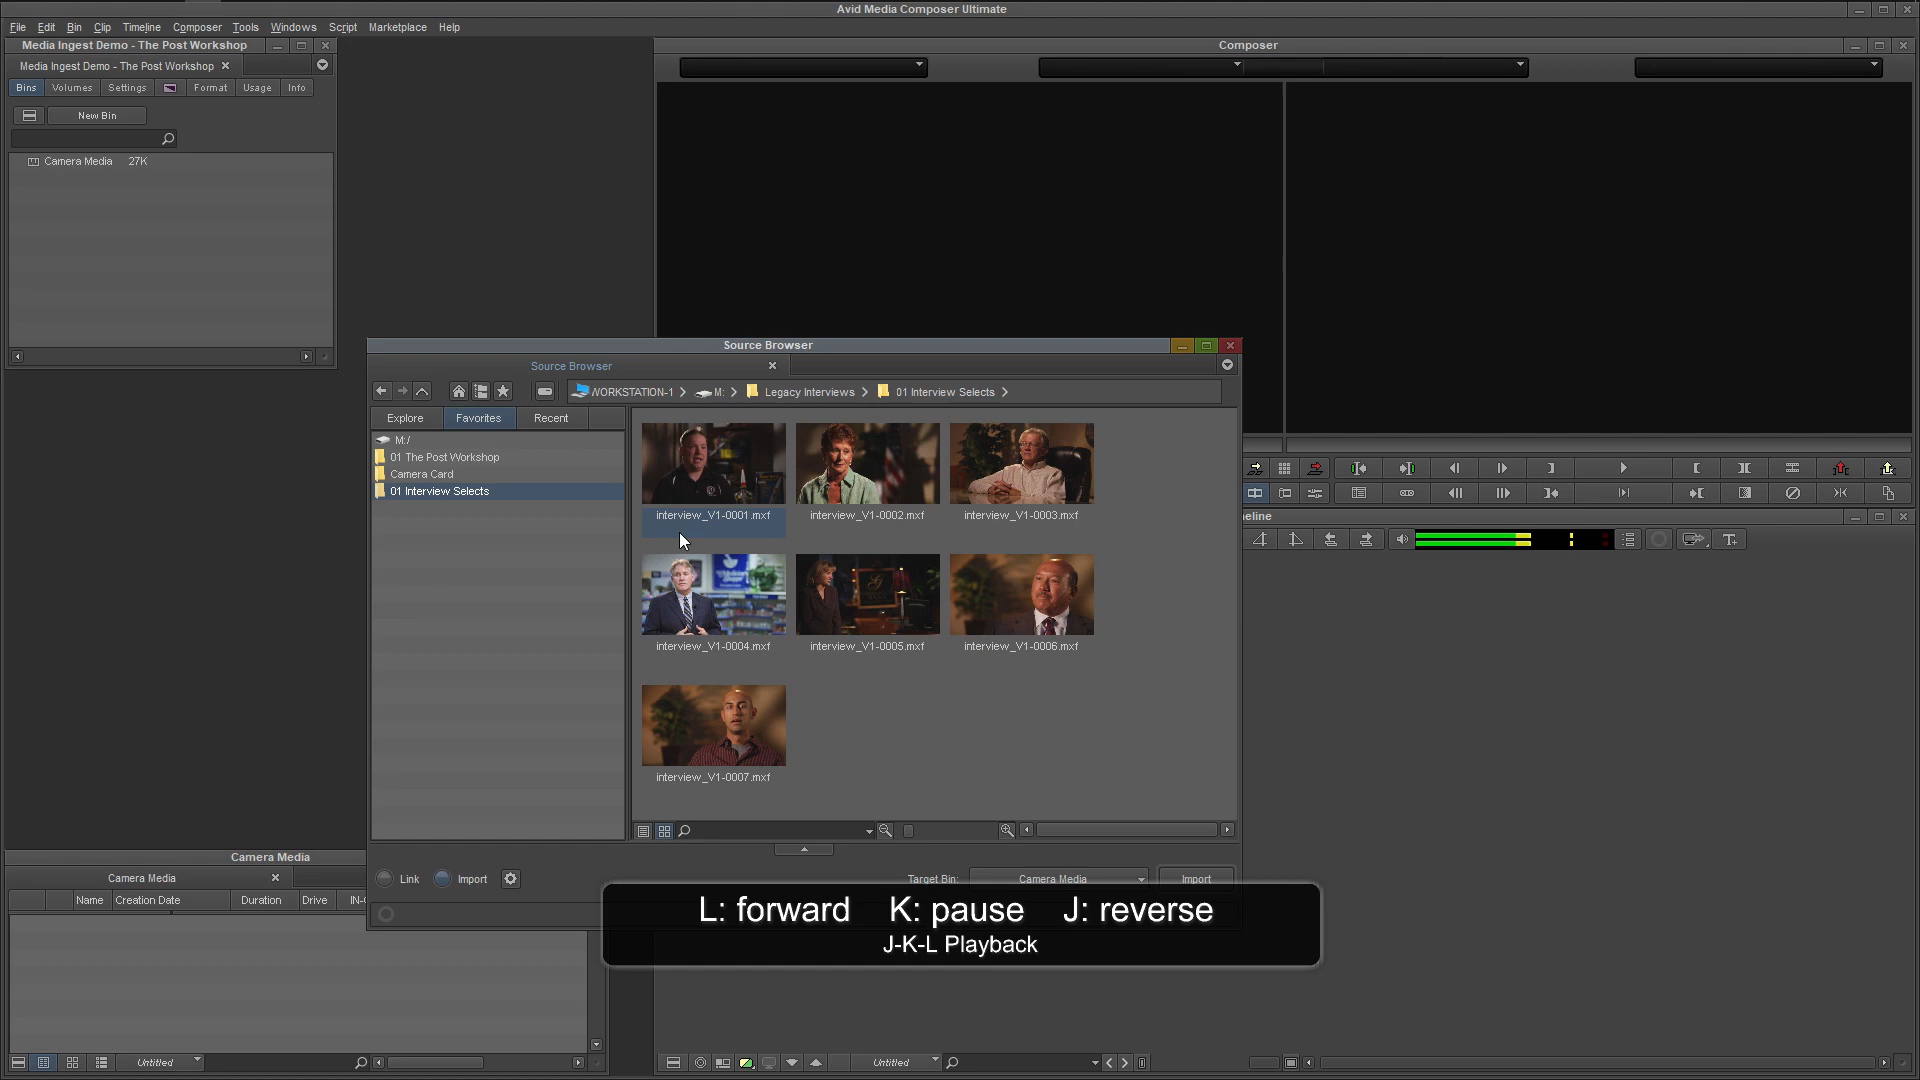 Avid Media Composer Ultimate
File Edit Bin Clip Timeline Composer Tools Windows Script Marketplace Help
Media Ingest Demo - The Post Workshop
Media Ingest Demo - The Post Workshop
Bins Volumes Settings Format Usage Info
New Bin
Camera Media 27K
Composer
Source Browser
Source Browser
WORKSTATION-1 M: Legacy Interviews 01 Interview Selects
Explore Favorites Recent
M:/
01 The Post Workshop
Camera Card
01 Interview Selects
interview_V1-0001.mxf interview_V1-0002.mxf interview_V1-0003.mxf
interview_V1-0004.mxf interview_V1-0005.mxf interview_V1-0006.mxf
interview_V1-0007.mxf
Link Import Target Bin: Camera Media Import
eline
Camera Media
Camera Media
Name Creation Date Duration Drive IN-
L: forward K: pause J: reverse
J-K-L Playback
Untitled
Untitled